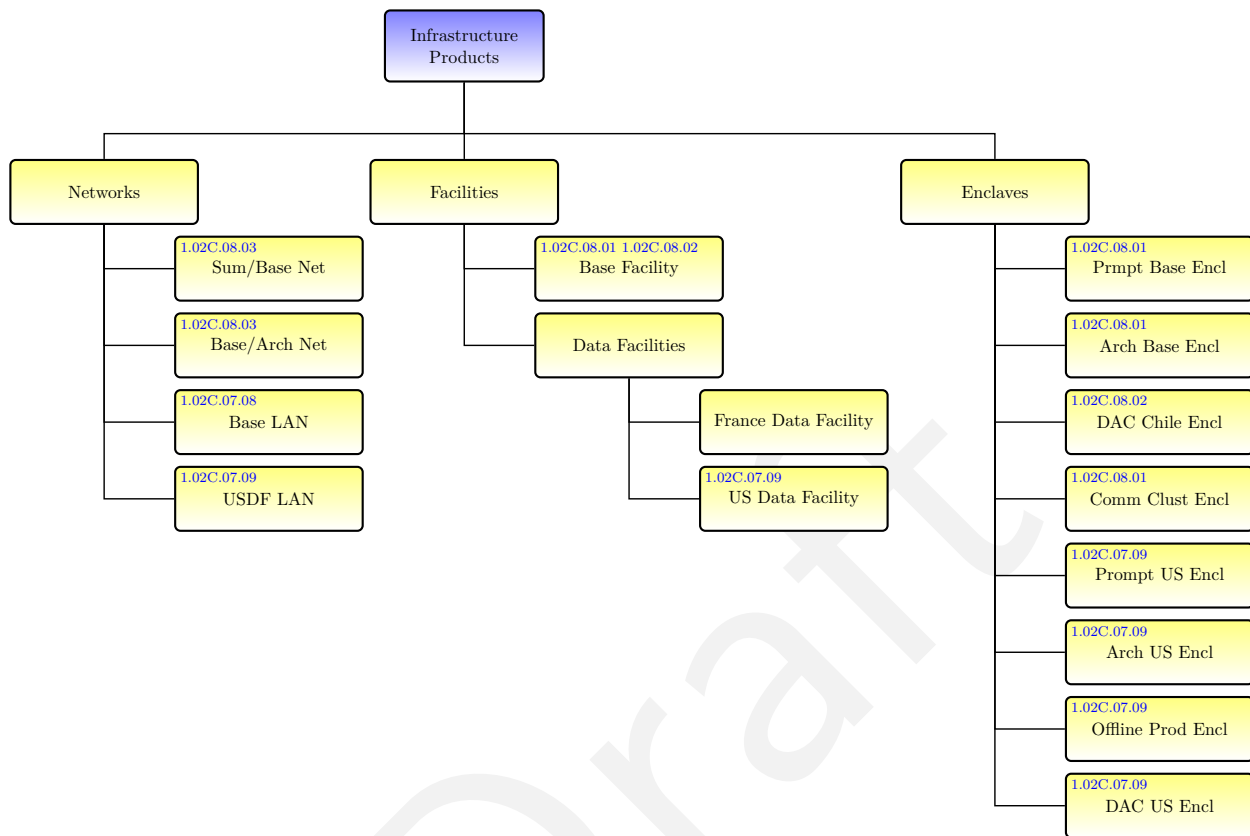 Infrastructure
Products
Networks
Facilities
Enclaves
1.02C.08.03
Sum/Base Net
1.02C.08.03
Base/Arch Net
1.02C.07.08
Base LAN
1.02C.07.09
USDF LAN
1.02C.08.01 1.02C.08.02
Base Facility
Data Facilities
France Data Facility
1.02C.07.09
US Data Facility
1.02C.08.01
Prmpt Base Encl
1.02C.08.01
Arch Base Encl
1.02C.08.02
DAC Chile Encl
1.02C.08.01
Comm Clust Encl
1.02C.07.09
Prompt US Encl
1.02C.07.09
Arch US Encl
1.02C.07.09
Offline Prod Encl
1.02C.07.09
DAC US Encl
Draft